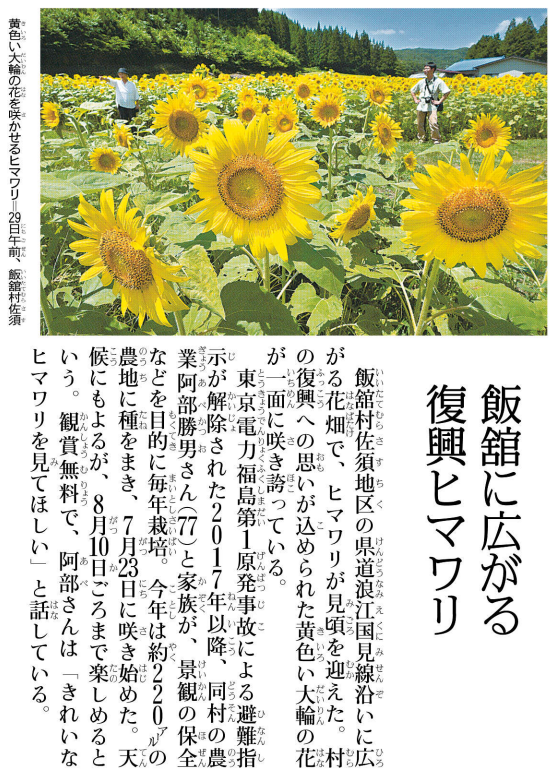 飯舘に広がる
復興ヒマワリ
黄色い大輪の花を咲かせるヒマワリ=29日午前、飯舘村佐須
飯舘村佐須地区の県道浪江国見線沿いに広
がる花畑で、ヒマワリが見頃を迎えた。村
の復興への思いが込められた黄色い大輪の花
が一面に咲き誇っている。
東京電力福島第1原発事故による避難指
示が解除された2017年以降、同村の農
業阿部勝男さん(77)と家族が、景観の保全
などを目的に毎年栽培。今年は約220㌃の
農地に種をまき、7月23日に咲き始めた。天
候にもよるが、8月10日ごろまで楽しめると
いう。観賞無料で、阿部さんは「きれいな
ヒマワリを見てほしい」と話している。